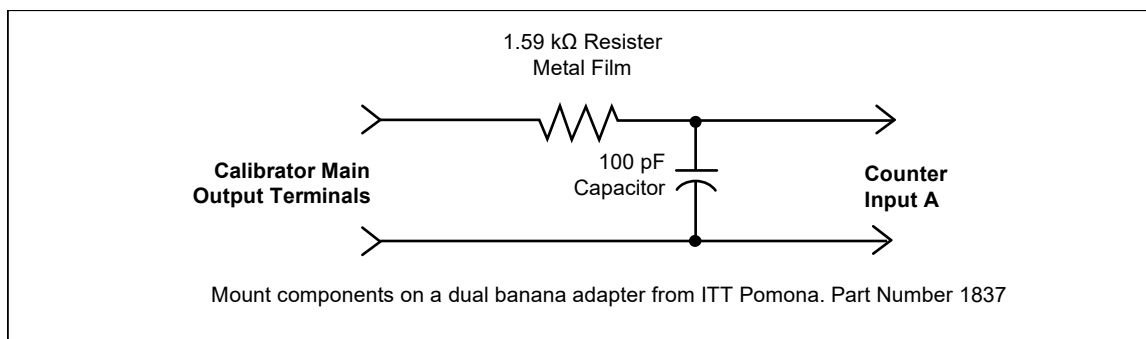 1.59 kΩ Resister
Metal Film
Calibrator Main
Output Terminals
100 pF
Capacitor
Counter
Input A
Mount components on a dual banana adapter from ITT Pomona. Part Number 1837